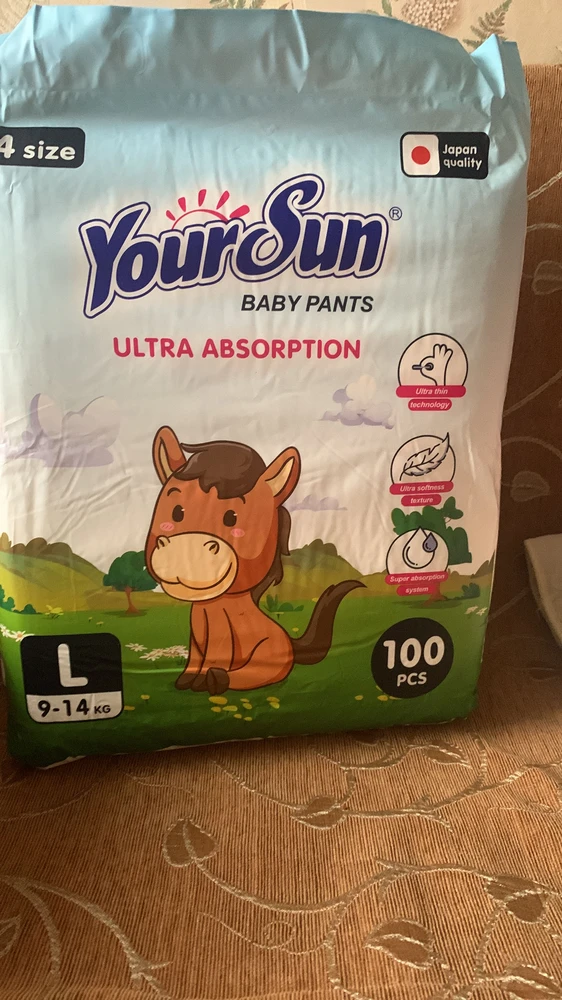 4 size
Japan
quality
YourSun®
BABY PANTS
ULTRA ABSORPTION
Ultra thin
technology
Ultra softness
texture
Super absorption
system
L
9-14 KG
100
PCS